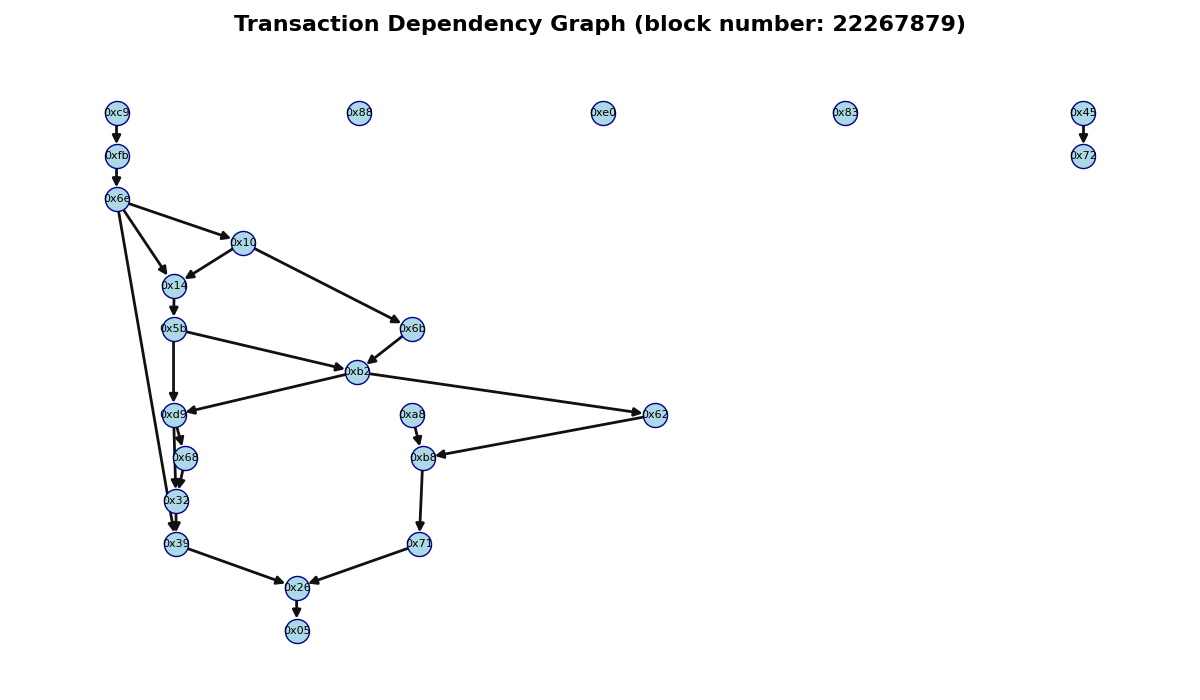 Transaction Dependency Graph (block number: 22267879)
0xc9 0x88 0xe0 0x83 0x45
0xfb 0x72
0x6e
0x10
0x14
0x5b 0x6b
0xb2
0xd9 0xa8 0x62
0x68 0xb8
0x32
0x39 0x71
0x26
0x05